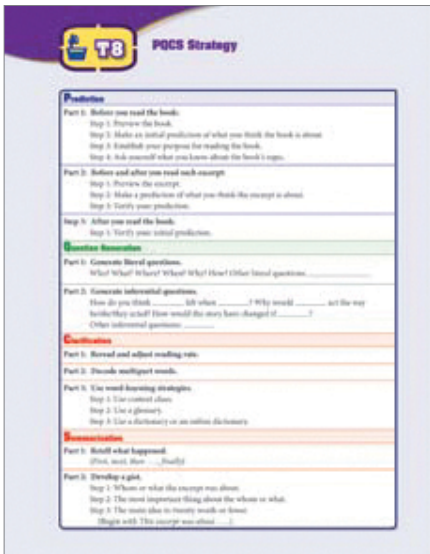 T8
PQCS Strategy
Prediction
Part 1: Before you read the book.
Step 1: Preview the book.
Step 2: Make an initial prediction of what you think the book is about.
Step 3: Establish your purpose for reading the book.
Step 4: Ask yourself what you know about the book's topic.
Part 2: Before and after you read each excerpt.
Step 1: Preview the excerpt.
Step 2: Make a prediction of what you think the excerpt is about.
Step 3: Verify your prediction.
Step 3: After you read the book.
Step 1: Verify your initial prediction.
Question Generation
Part 1: Generate literal questions.
Who? What? Where? When? Why? How? Other literal questions:
Part 2: Generate inferential questions.
How do you think ______ felt when ______? Why would ______ act the way
he/she/they acted? How would the story have changed if ______?
Other inferential questions: ______
Clarification
Part 1: Reread and adjust reading rate.
Part 2: Decode multipart words.
Part 3: Use word-learning strategies.
Step 1: Use context clues.
Step 2: Use a glossary.
Step 3: Use a dictionary or an online dictionary.
Summarization
Part 1: Retell what happened.
(First, next, then . . . , finally)
Part 2: Develop a gist.
Step 1: Whom or what the excerpt was about.
Step 2: The most important thing about the whom or what.
Step 3: The main idea in twenty words or fewer.
(Begin with This excerpt was about . . . .)